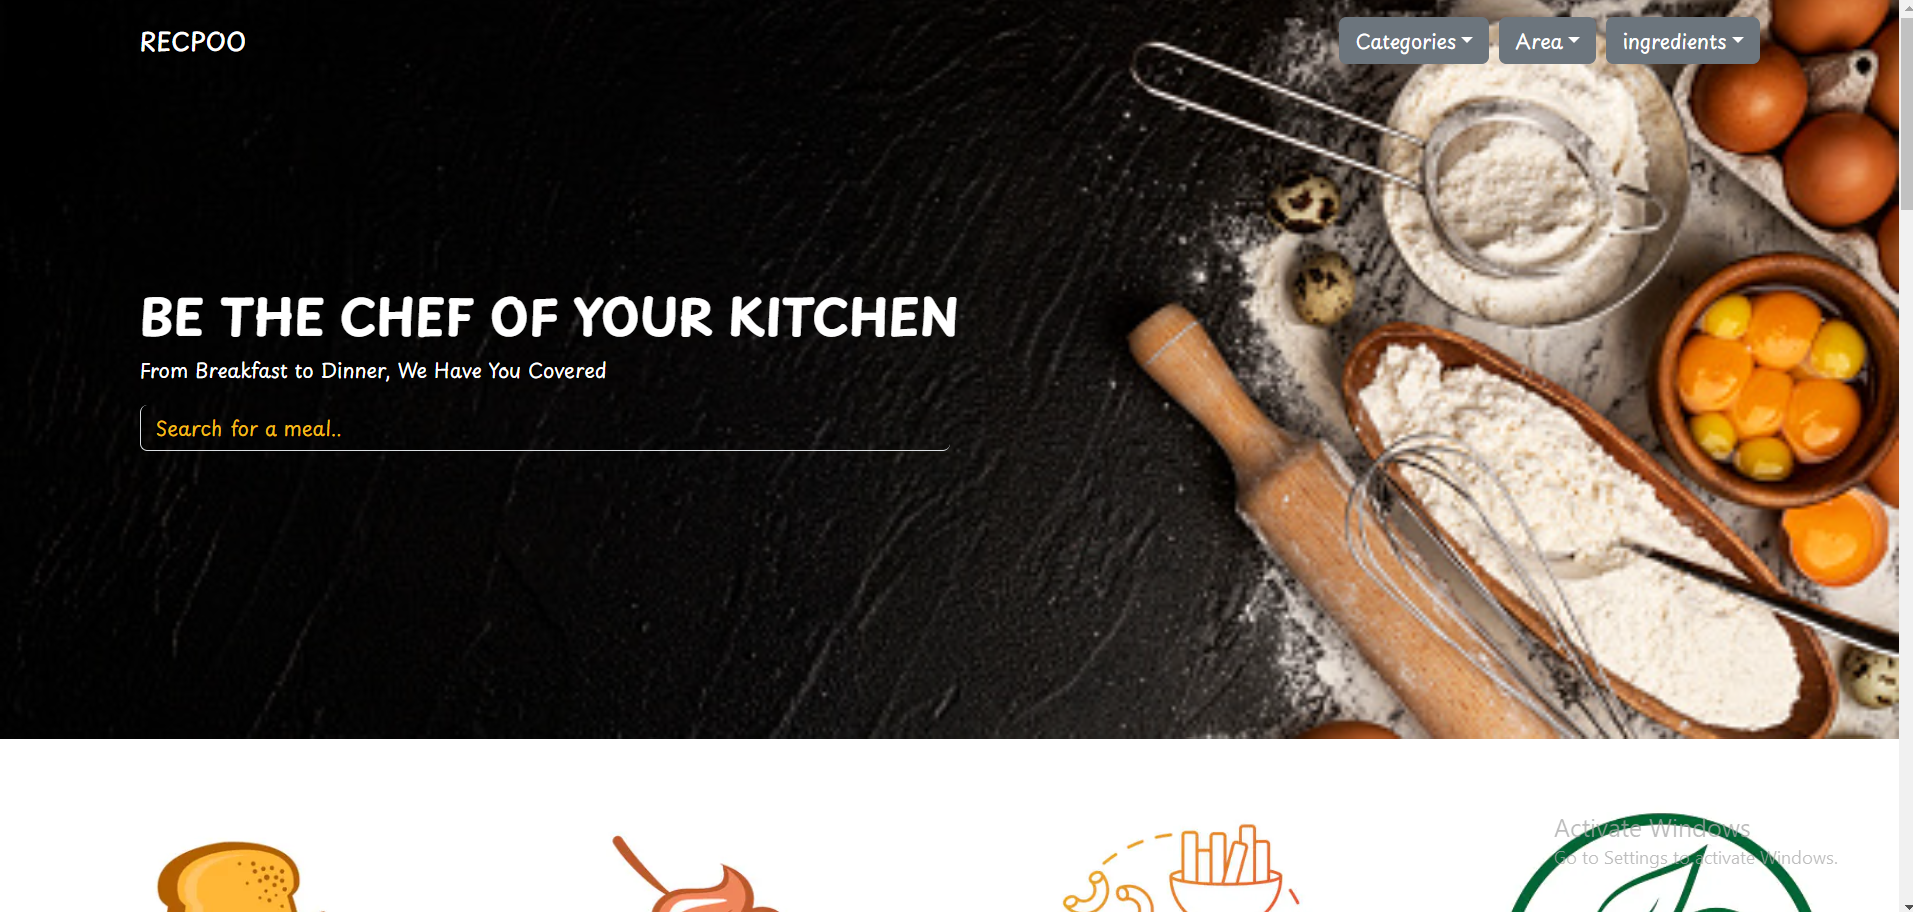 RECPOO
Categories
Area
ingredients
BE THE CHEF OF YOUR KITCHEN
From Breakfast to Dinner, We Have You Covered
Search for a meal..
Activate Windows
Go to Settings to activate Windows.